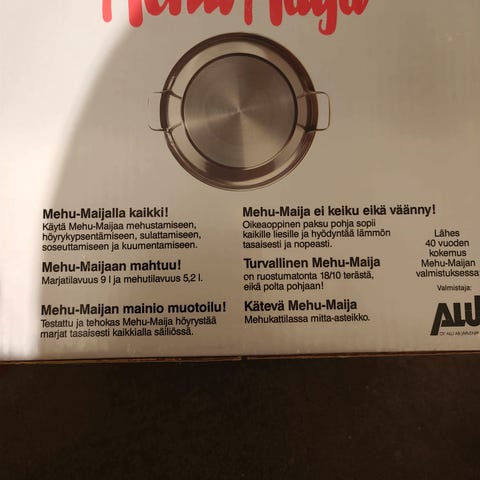 Mehu-Maija
Mehu-Maijalla kaikki!
Käytä Mehu-Maijaa mehustamiseen,
höyrykypsentämiseen, sulattamiseen,
soseuttamiseen ja kuumentamiseen.
Mehu-Maijaan mahtuu!
Marjatilavuus 9 l ja mehutilavuus 5,2 l.
Mehu-Maijan mainio muotoilu!
Testattu ja tehokas Mehu-Maija höyrystää
marjat tasaisesti kaikkialla säiliössä.
Mehu-Maija ei keiku eikä väänny!
Oikeaoppinen paksu pohja sopii
kaikille liesille ja hyödyntää lämmön
tasaisesti ja nopeasti.
Turvallinen Mehu-Maija
on ruostumatonta 18/10 terästä,
eikä polta pohjaan!
Kätevä Mehu-Maija
Mehukattilassa mitta-asteikko.
Lähes
40 vuoden
kokemus
Mehu-Maijan
valmistuksessa
Valmistaja:
ALU